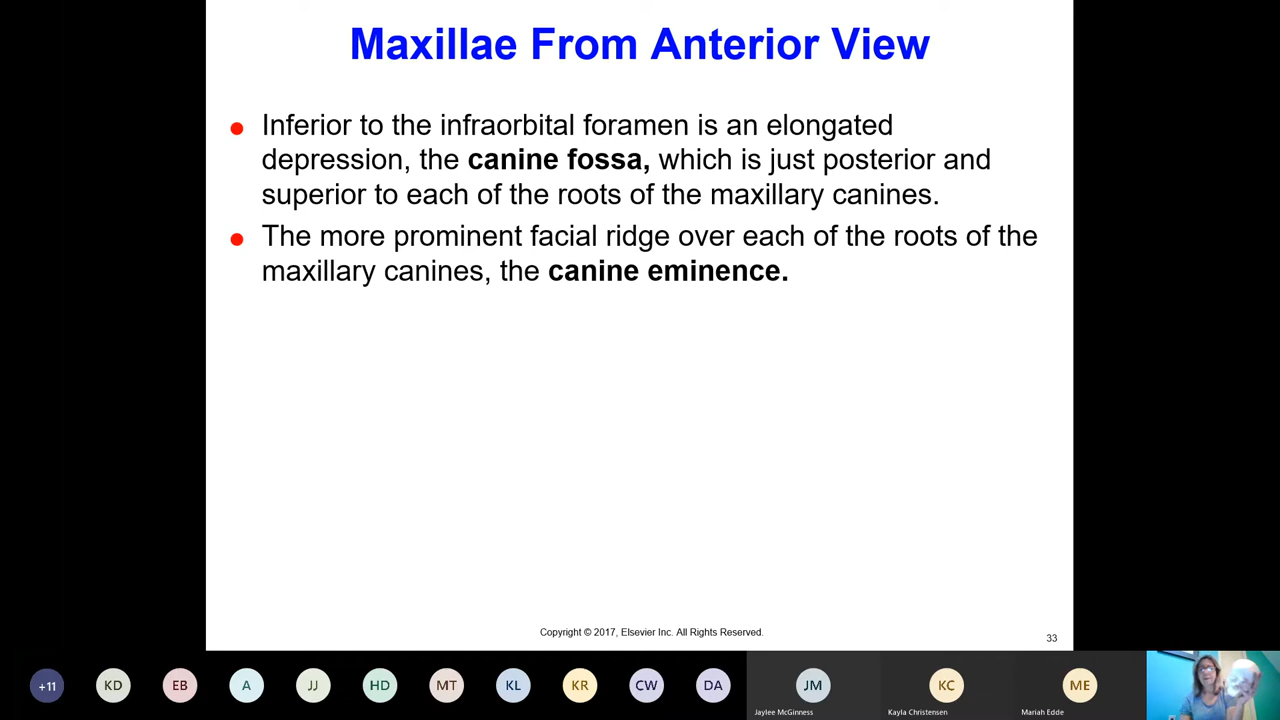 Maxillae From Anterior View
Inferior to the infraorbital foramen is an elongated
depression, the canine fossa, which is just posterior and
superior to each of the roots of the maxillary canines.
The more prominent facial ridge over each of the roots of the
maxillary canines, the canine eminence.
Copyright © 2017, Elsevier Inc. All Rights Reserved.
33
+11
KD
EB
A
JJ
HD
MT
KL
KR
CW
DA
JM
KC
ME
Jaylee McGinness
Kayla Christensen
Mariah Edde